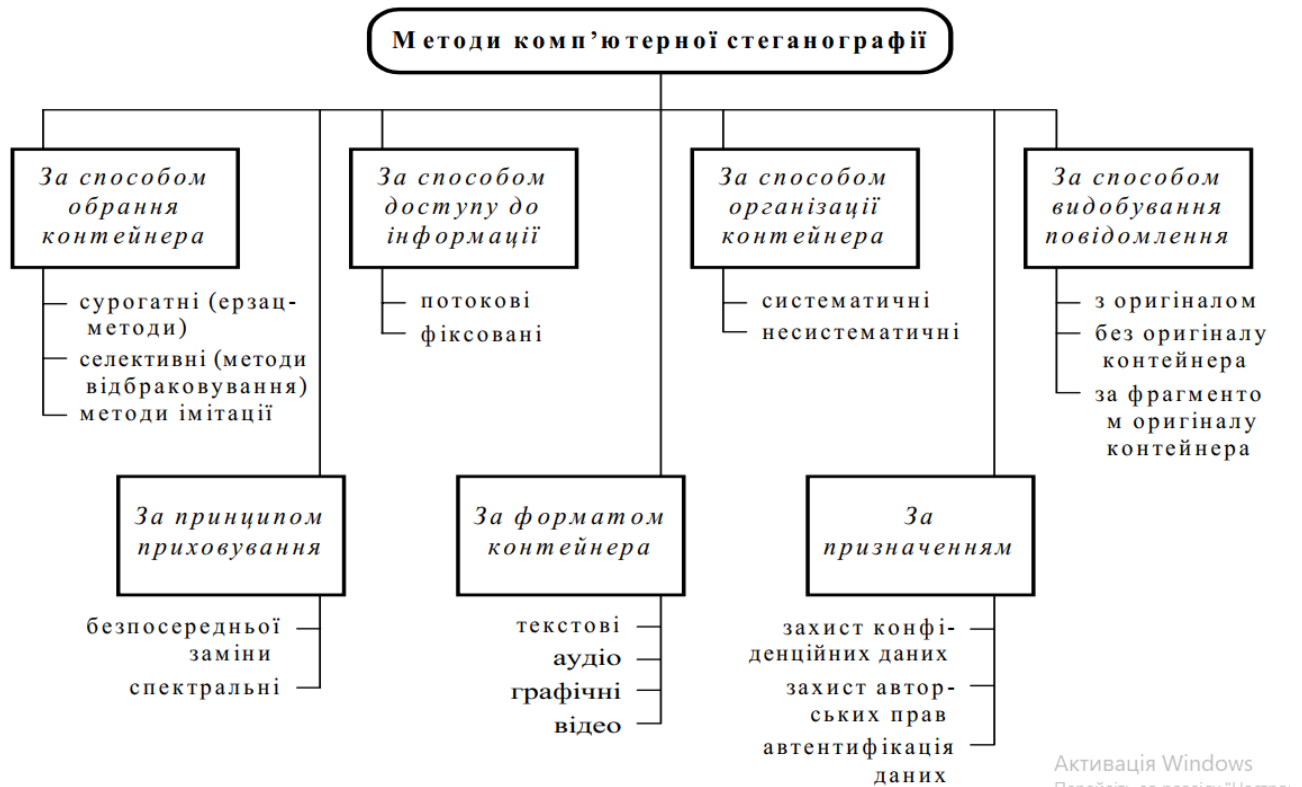 Методи комп’ютерної стеганографії
За способом
обрання
контейнера
сурогатні (ерзац-
методи)
селективні (методи
відбраковування)
методи імітації
За способом
доступу до
інформації
потокові
фіксовані
За способом
організації
контейнера
систематичні
несистематичні
За способом
видобування
повідомлення
з оригіналом
без оригіналу
контейнера
за фрагменто
м оригіналу
контейнера
За принципом
приховування
безпосередньої
заміни
спектральні
За форматом
контейнера
текстові
аудіо
графічні
відео
За
призначенням
захист конфі-
денційних даних
захист автор-
ських прав
автентифікація
даних
Активація Windows